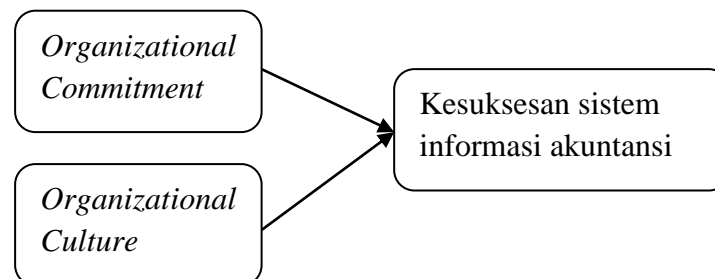 Organizational
Commitment
Kesuksesan sistem
informasi akuntansi
Organizational
Culture